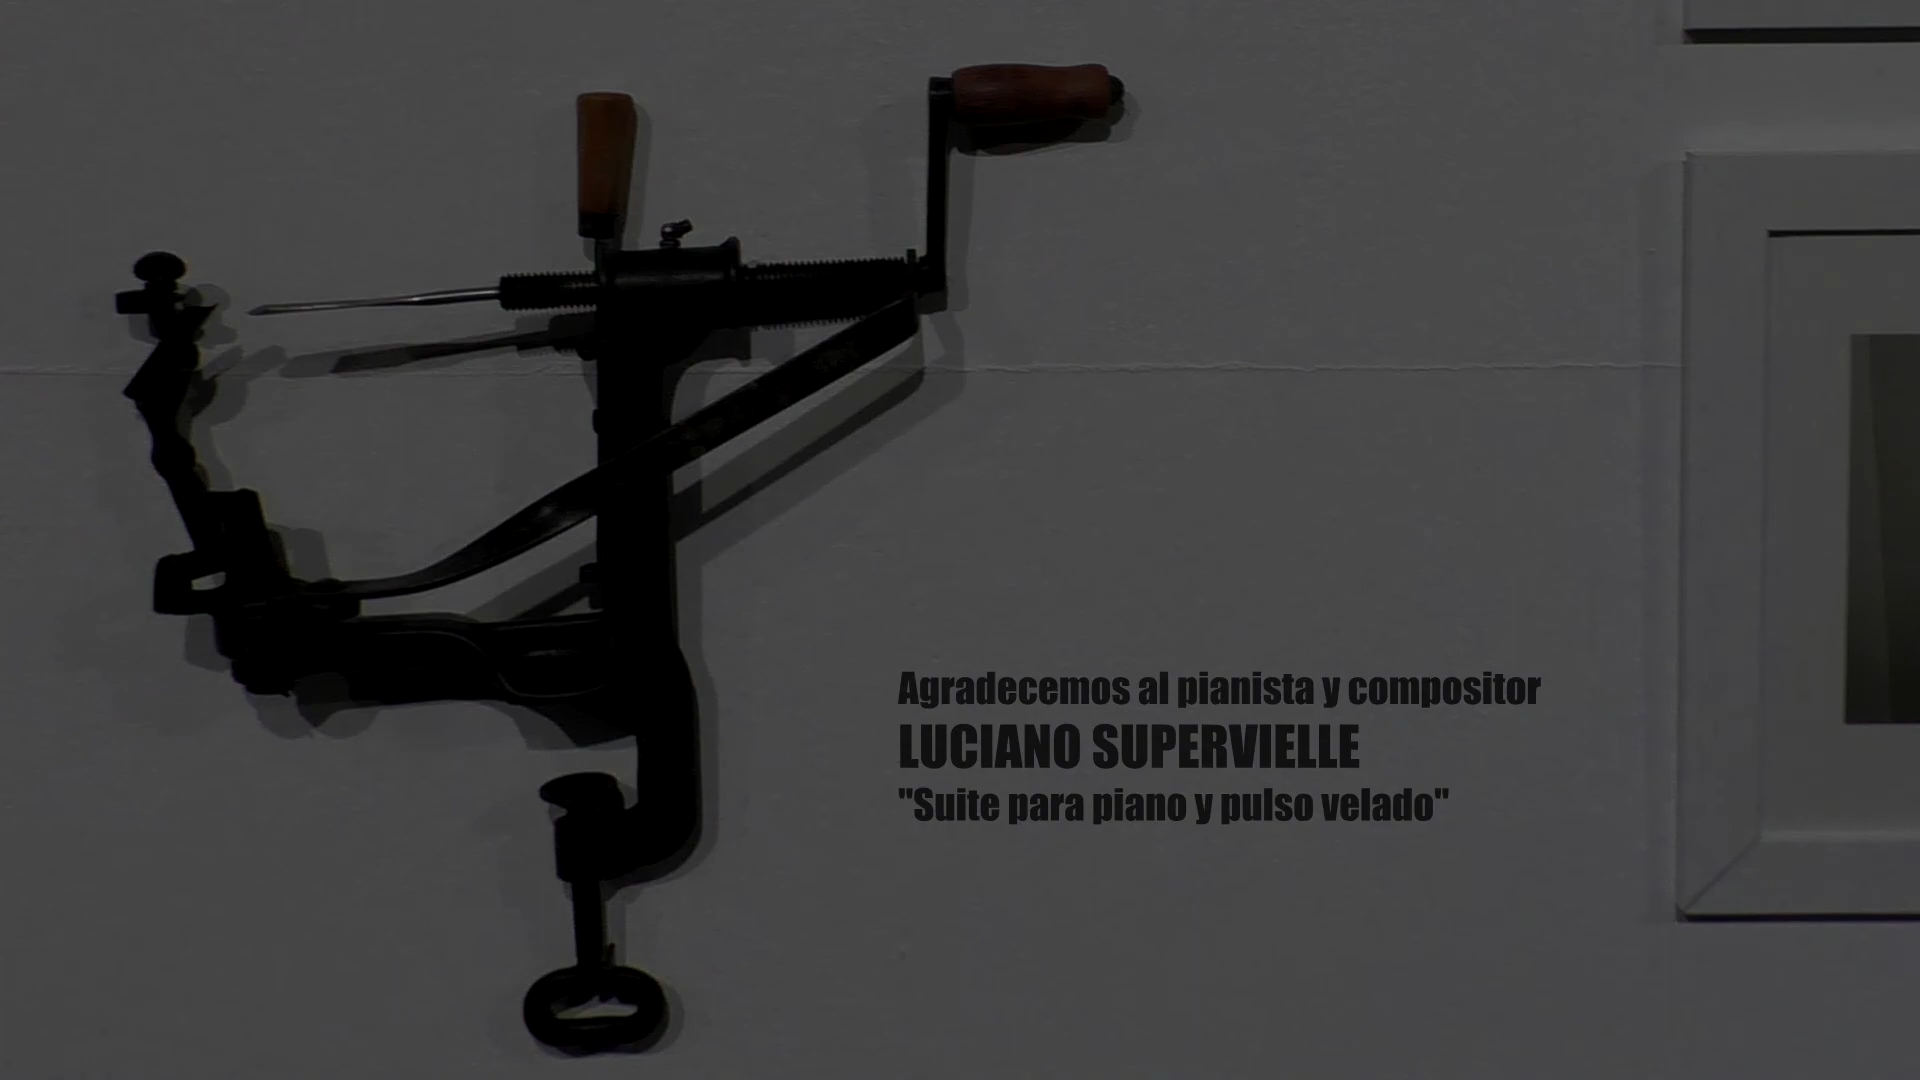 Agradecemos al pianista y compositor
LUCIANO SUPERVIELLE
"Suite para piano y pulso velado"